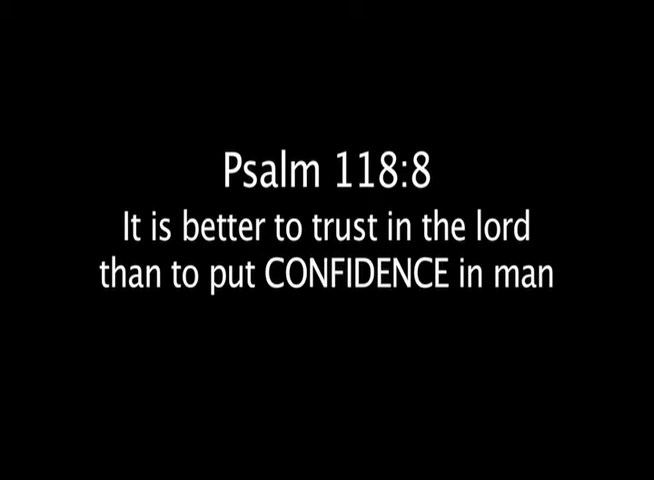 Psalm 118:8
It is better to trust in the lord
than to put CONFIDENCE in man